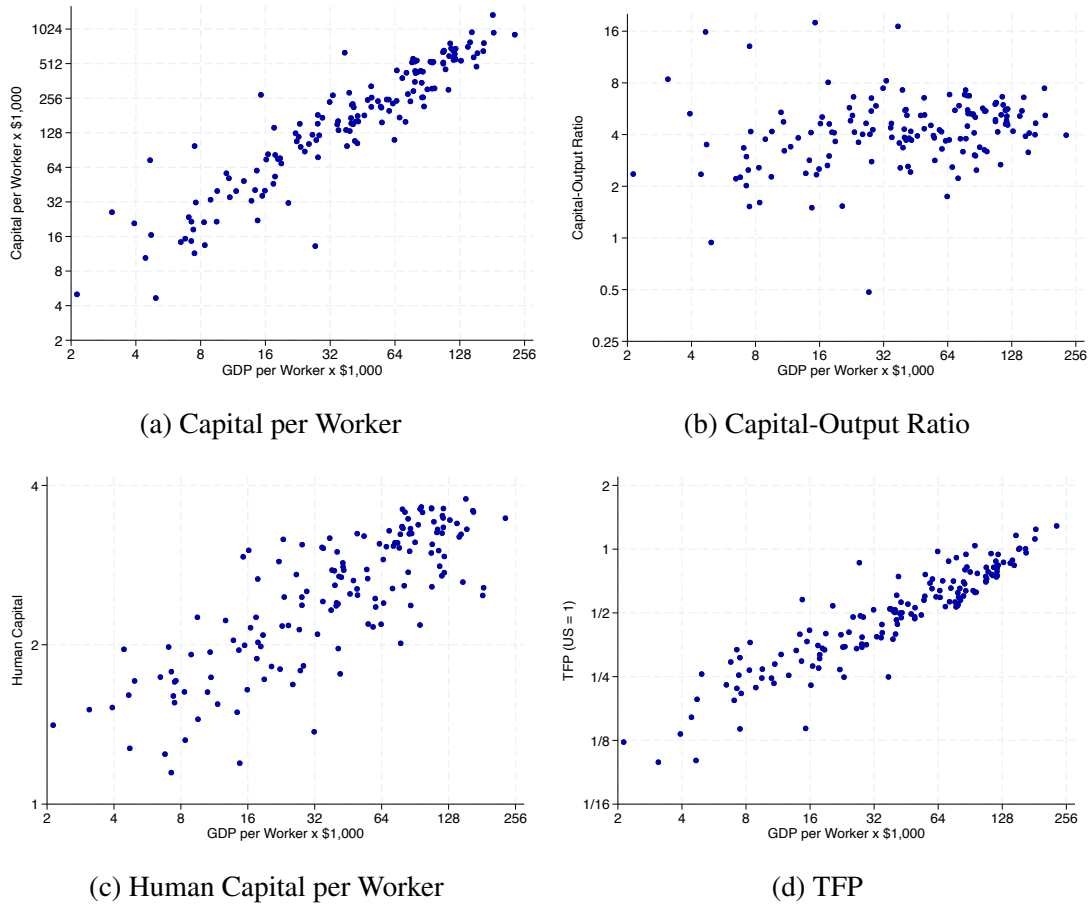 Capital per Worker x $1,000
1024
512
256
128
64
32
16
8
4
2
2 4 8 16 32 64 128 256
GDP per Worker x $1,000
(a) Capital per Worker
Capital-Output Ratio
16
8
4
2
1
0.5
0.25
2 4 8 16 32 64 128 256
GDP per Worker x $1,000
(b) Capital-Output Ratio
Human Capital
4
2
1
2 4 8 16 32 64 128 256
GDP per Worker x $1,000
(c) Human Capital per Worker
TFP (US = 1)
2
1
1/2
1/4
1/8
1/16
2 4 8 16 32 64 128 256
GDP per Worker x $1,000
(d) TFP